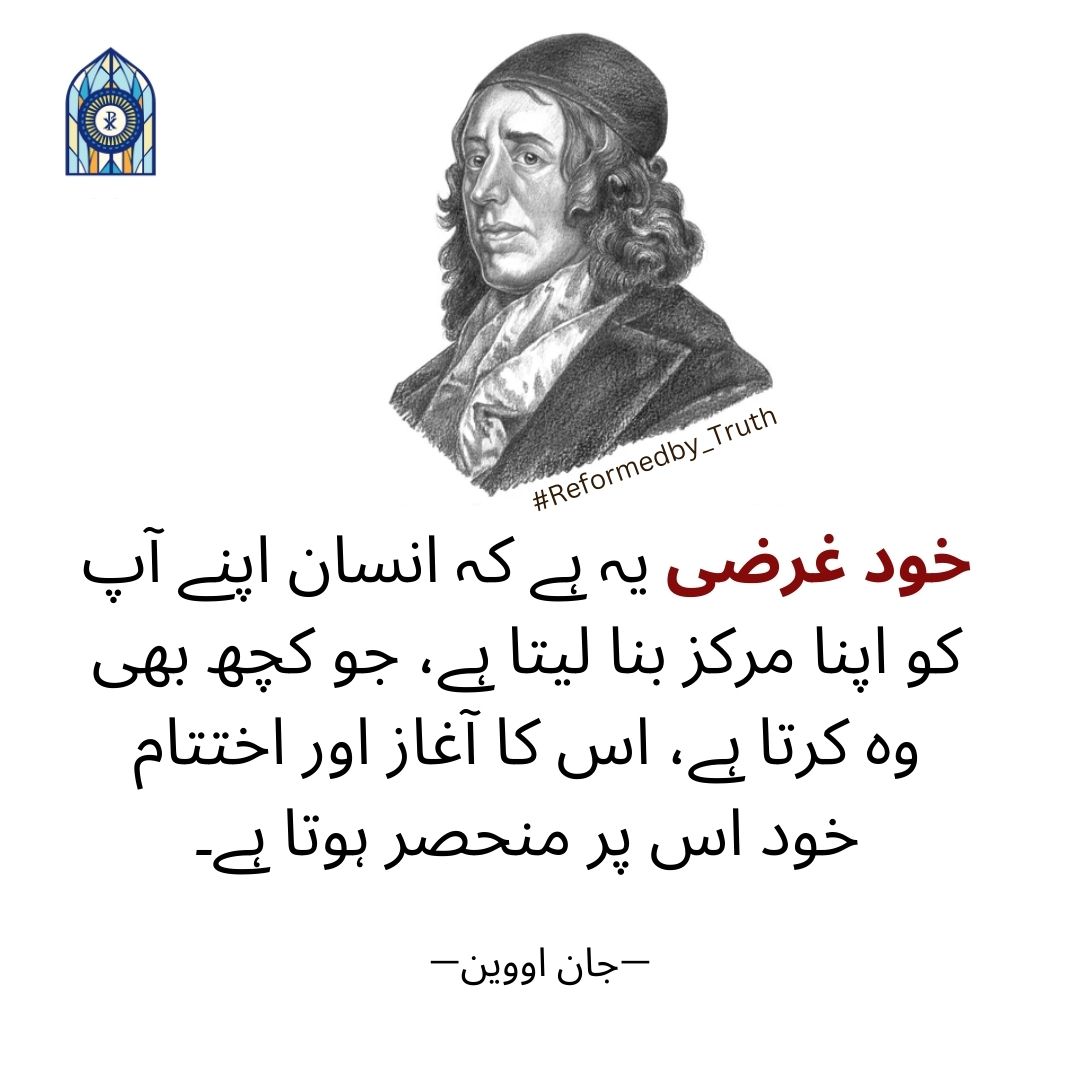 #Reformedby_Truth
خود غرضی یہ ہے کہ انسان اپنے آپ
کو اپنا مرکز بنا لیتا ہے، جو کچھ بھی
وہ کرتا ہے، اس کا آغاز اور اختتام
خود اس پر منحصر ہوتا ہے۔
—جان اووین—